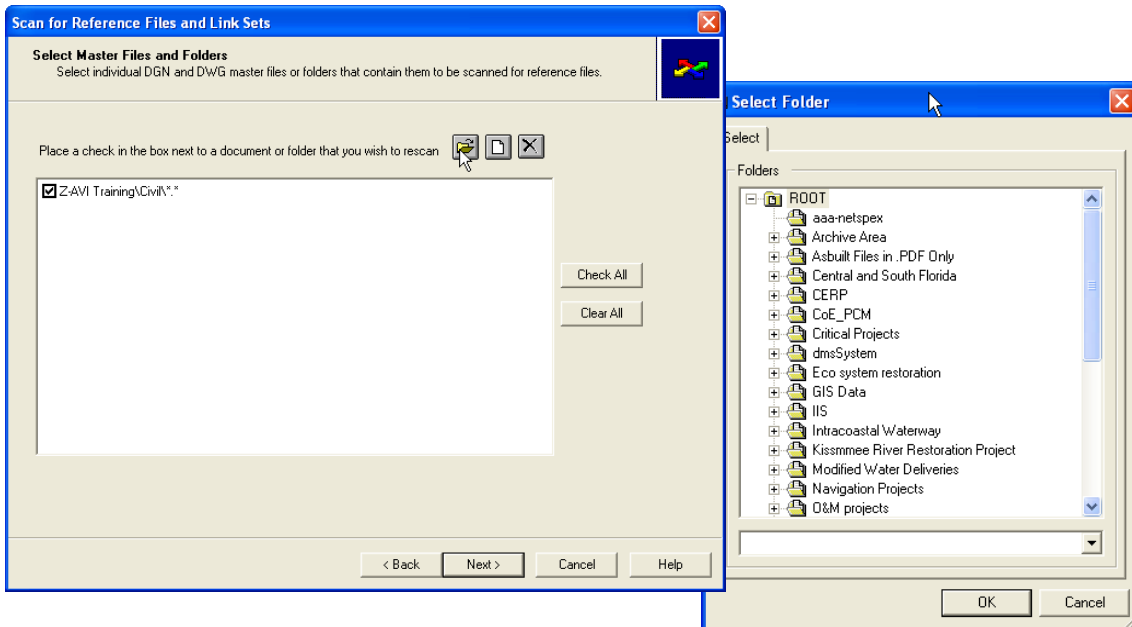 Scan for Reference Files and Link Sets
Select Master Files and Folders
Select individual DGN and DWG master files or folders that contain them to be scanned for reference files.
Place a check in the box next to a document or folder that you wish to rescan
Z-AVI Training\Civil\*.*
Check All
Clear All
< Back
Next >
Cancel
Help
Select Folder
Select
Folders
ROOT
aaa-netspex
Archive Area
Asbuilt Files in .PDF Only
Central and South Florida
CERP
CoE_PCM
Critical Projects
dmsSystem
Eco system restoration
GIS Data
IIS
Intracoastal Waterway
Kissmmee River Restoration Project
Modified Water Deliveries
Navigation Projects
O&M projects
OK
Cancel